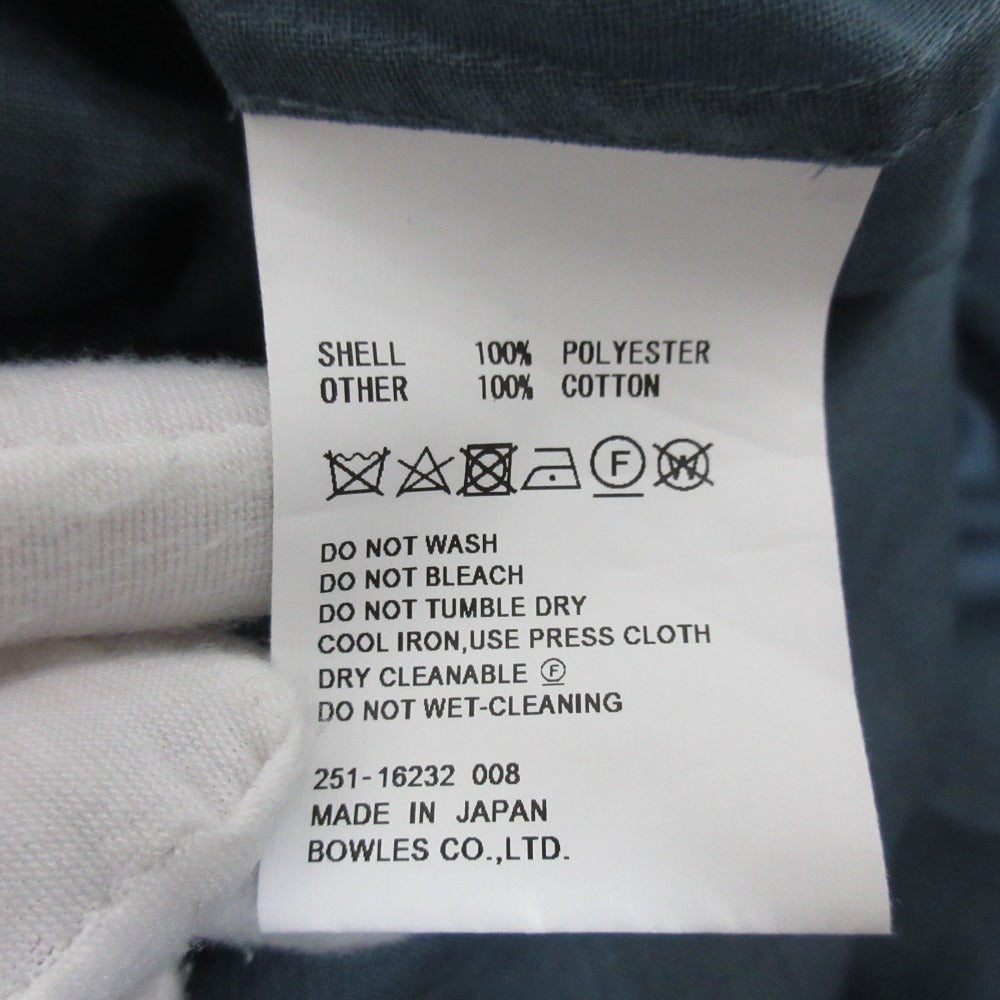 SHELL 100% POLYESTER
OTHER 100% COTTON
F W
DO NOT WASH
DO NOT BLEACH
DO NOT TUMBLE DRY
COOL IRON,USE PRESS CLOTH
DRY CLEANABLE Ⓕ
DO NOT WET-CLEANING
251-16232 008
MADE IN JAPAN
BOWLES CO.,LTD.